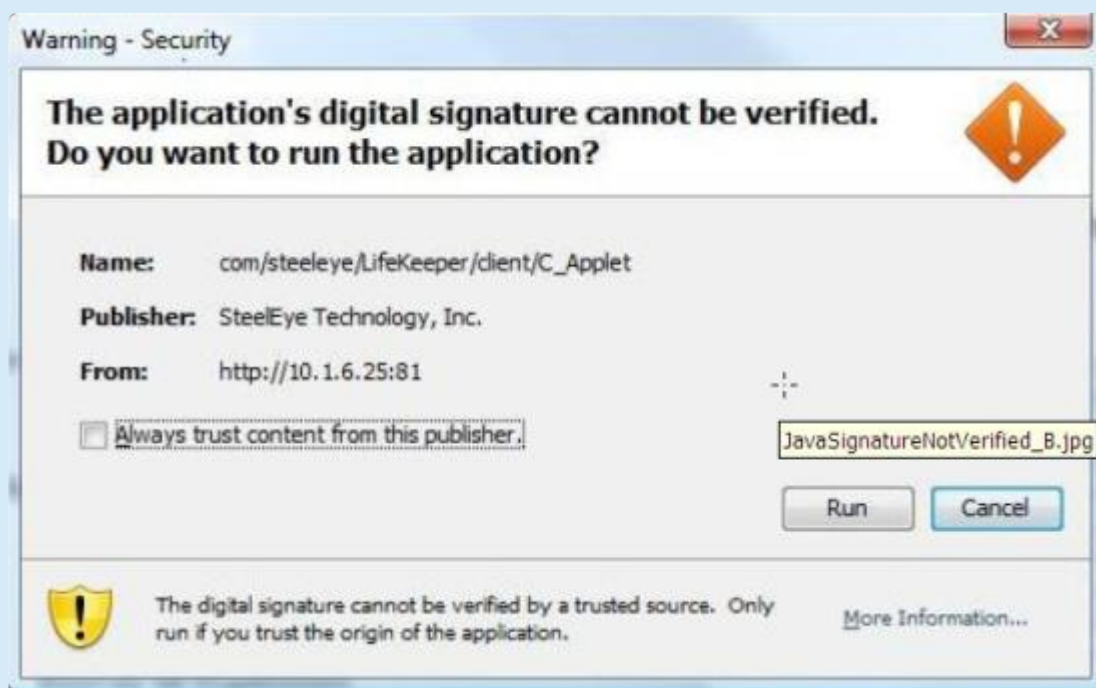 Warning - Security
The application's digital signature cannot be verified.
Do you want to run the application?
Name: com/steeleye/LifeKeeper/client/C_Applet
Publisher: SteelEye Technology, Inc.
From: http://10.1.6.25:81
Always trust content from this publisher.
JavaSignatureNotVerified_B.jpg
Run Cancel
The digital signature cannot be verified by a trusted source. Only
run if you trust the origin of the application.
More Information...